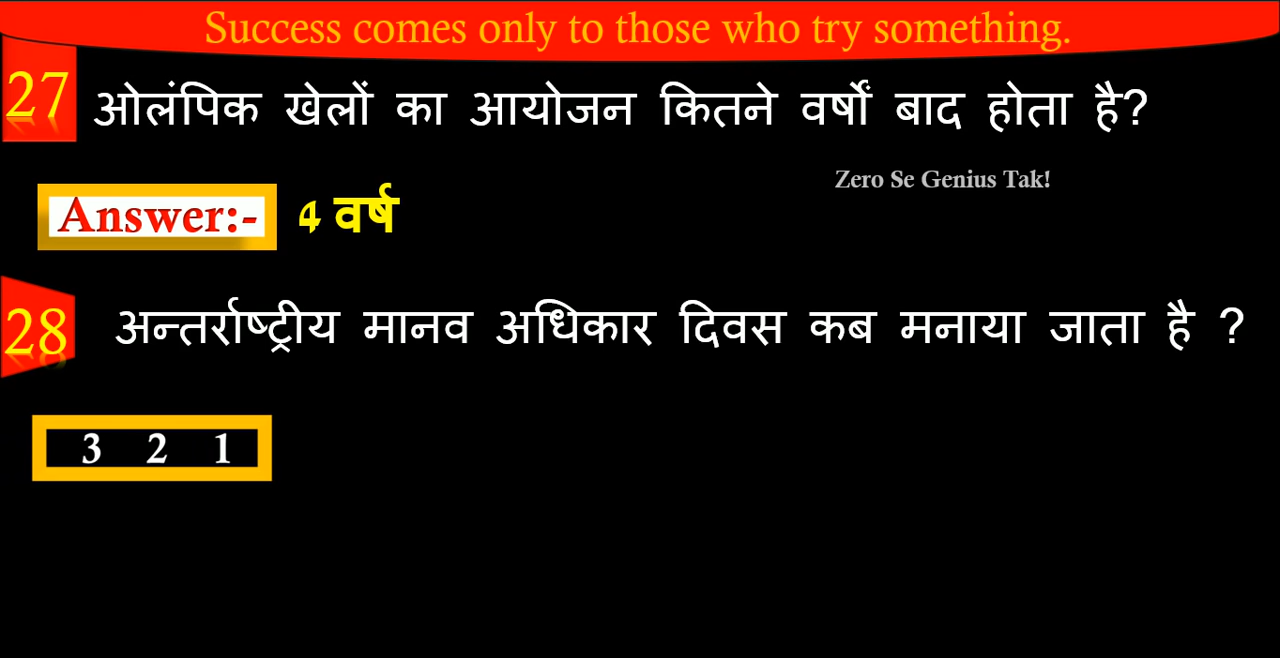 Success comes only to those who try something.
27 ओलंपिक खेलों का आयोजन कितने वर्षों बाद होता है?
Zero Se Genius Tak!
Answer:- 4 वर्ष
28 अन्तर्राष्ट्रीय मानव अधिकार दिवस कब मनाया जाता है ?
3 2 1